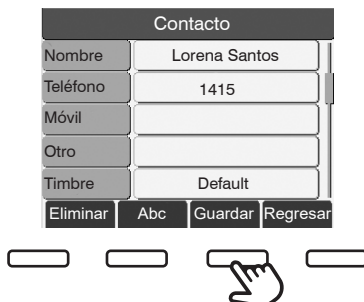 Contacto
Nombre Lorena Santos
Teléfono 1415
Móvil
Otro
Timbre Default
Eliminar Abc Guardar Regresar